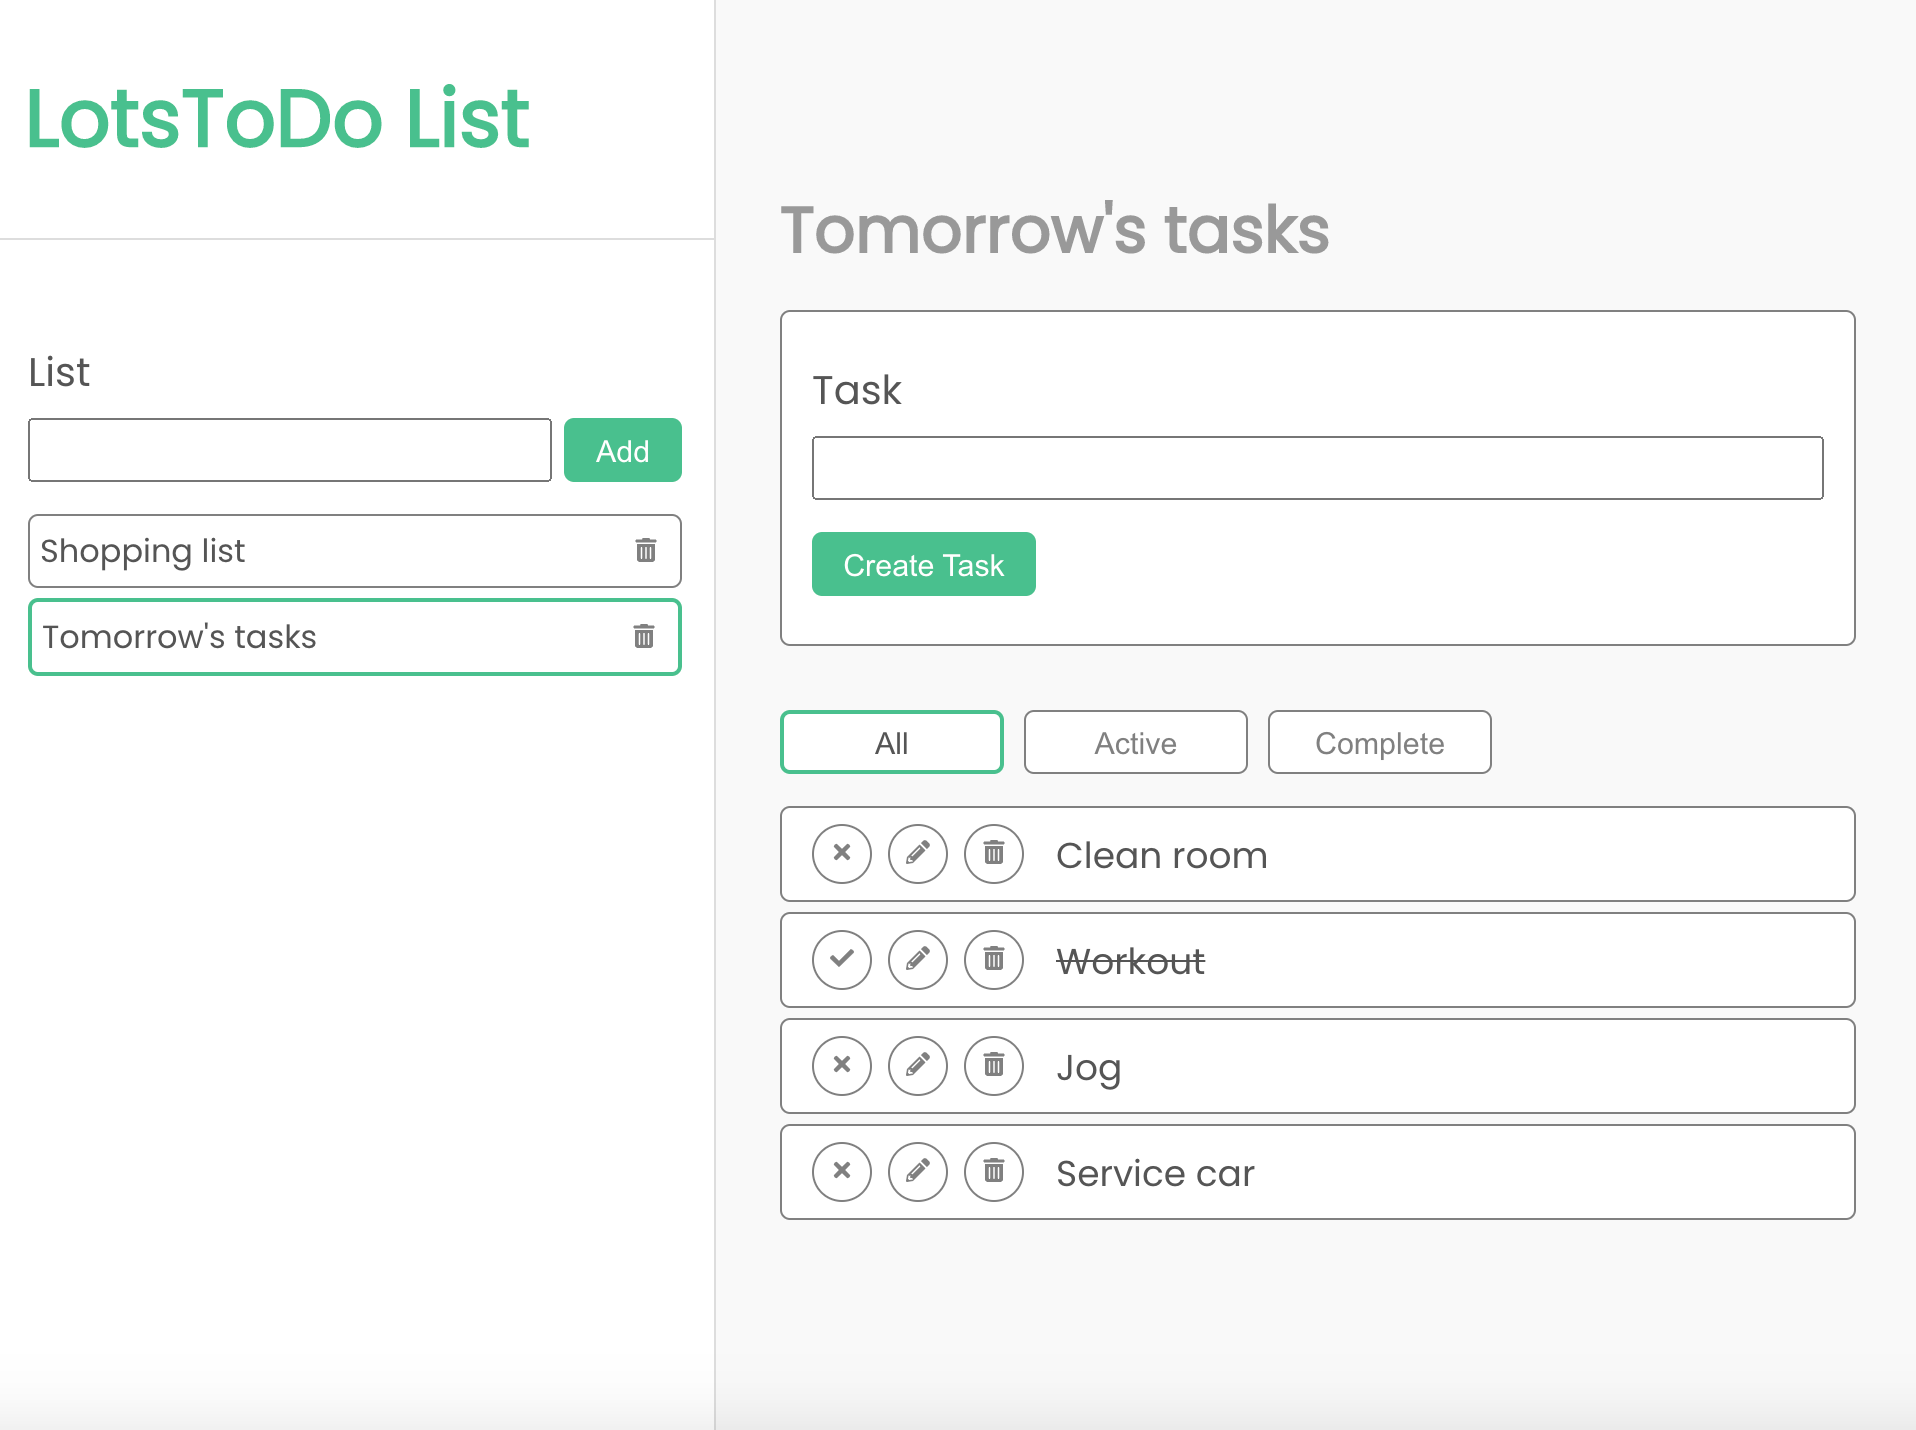 LotsToDo List
List
Add
Shopping list
Tomorrow's tasks
Tomorrow's tasks
Task
Create Task
All
Active
Complete
Clean room
Workout
Jog
Service car